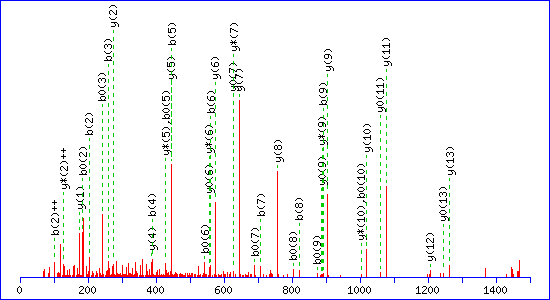 b(2)++
y*(2)++
y(1)
b0(2)
b(2)
b0(3)
b(3)
y(2)
y(4)
b(4)
y*(5)
b0(5)
y(5)
b(5)
b0(6)
y0(6)
y*(6)
b(6)
y(6)
y0(7)
y*(7)
y(7)
b0(7)
b(7)
y(8)
b0(8)
b(8)
b0(9)
y0(9)
y*(9)
b(9)
y(9)
y*(10)
b0(10)
y(10)
y0(11)
y(11)
y(12)
y0(13)
y(13)
0 200 400 600 800 1000 1200 1400